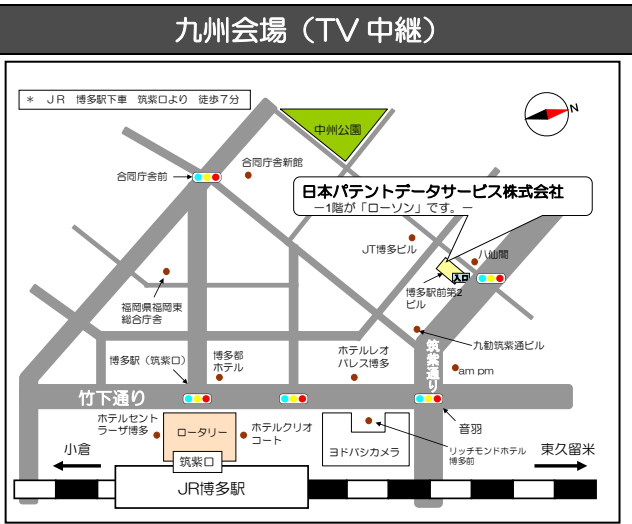 九州会場（TV 中継）
＊ ＪＲ 博多駅下車 筑紫口より 徒歩７分
N
中州公園
合同庁舎前
合同庁舎新館
日本パテントデータサービス株式会社
－1階が「ローソン」です。－
JT博多ビル
八仙閣
入口
博多駅前第2
ビル
福岡県福岡東
総合庁舎
九勧筑紫通ビル
筑紫通り
博多駅（筑紫口）
博多都
ホテル
ホテルレオ
パレス博多
am pm
竹下通り
ホテルセント
ラーザ博多
ロータリー
ホテルクリオ
コート
ヨドバシカメラ
音羽
リッチモンドホテル
博多前
小倉
東久留米
筑紫口
JR博多駅